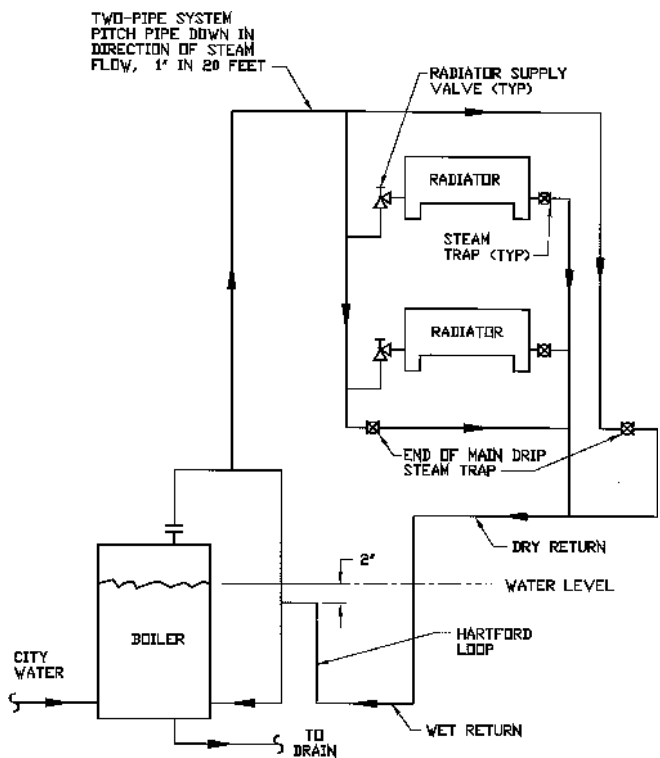 TWO-PIPE SYSTEM
PITCH PIPE DOWN IN
DIRECTION OF STEAM
FLOW, 1" IN 20 FEET
RADIATOR SUPPLY
VALVE (TYP)
RADIATOR
STEAM
TRAP (TYP)
RADIATOR
END OF MAIN DRIP
STEAM TRAP
DRY RETURN
2"
WATER LEVEL
BOILER
HARTFORD
LOOP
CITY
WATER
WET RETURN
TO
DRAIN